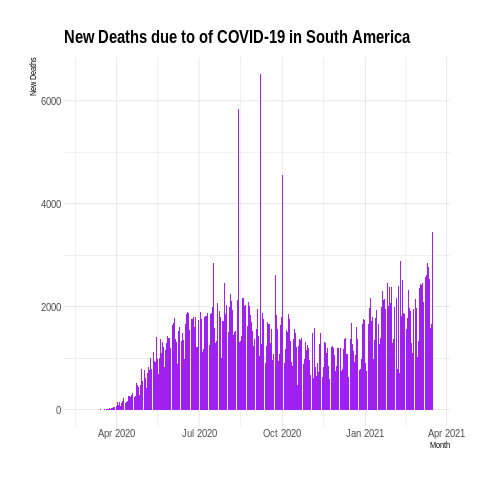 New Deaths due to of COVID-19 in South America
New Deaths
6000
4000
2000
0
Apr 2020 Jul 2020 Oct 2020 Jan 2021 Apr 2021
Month